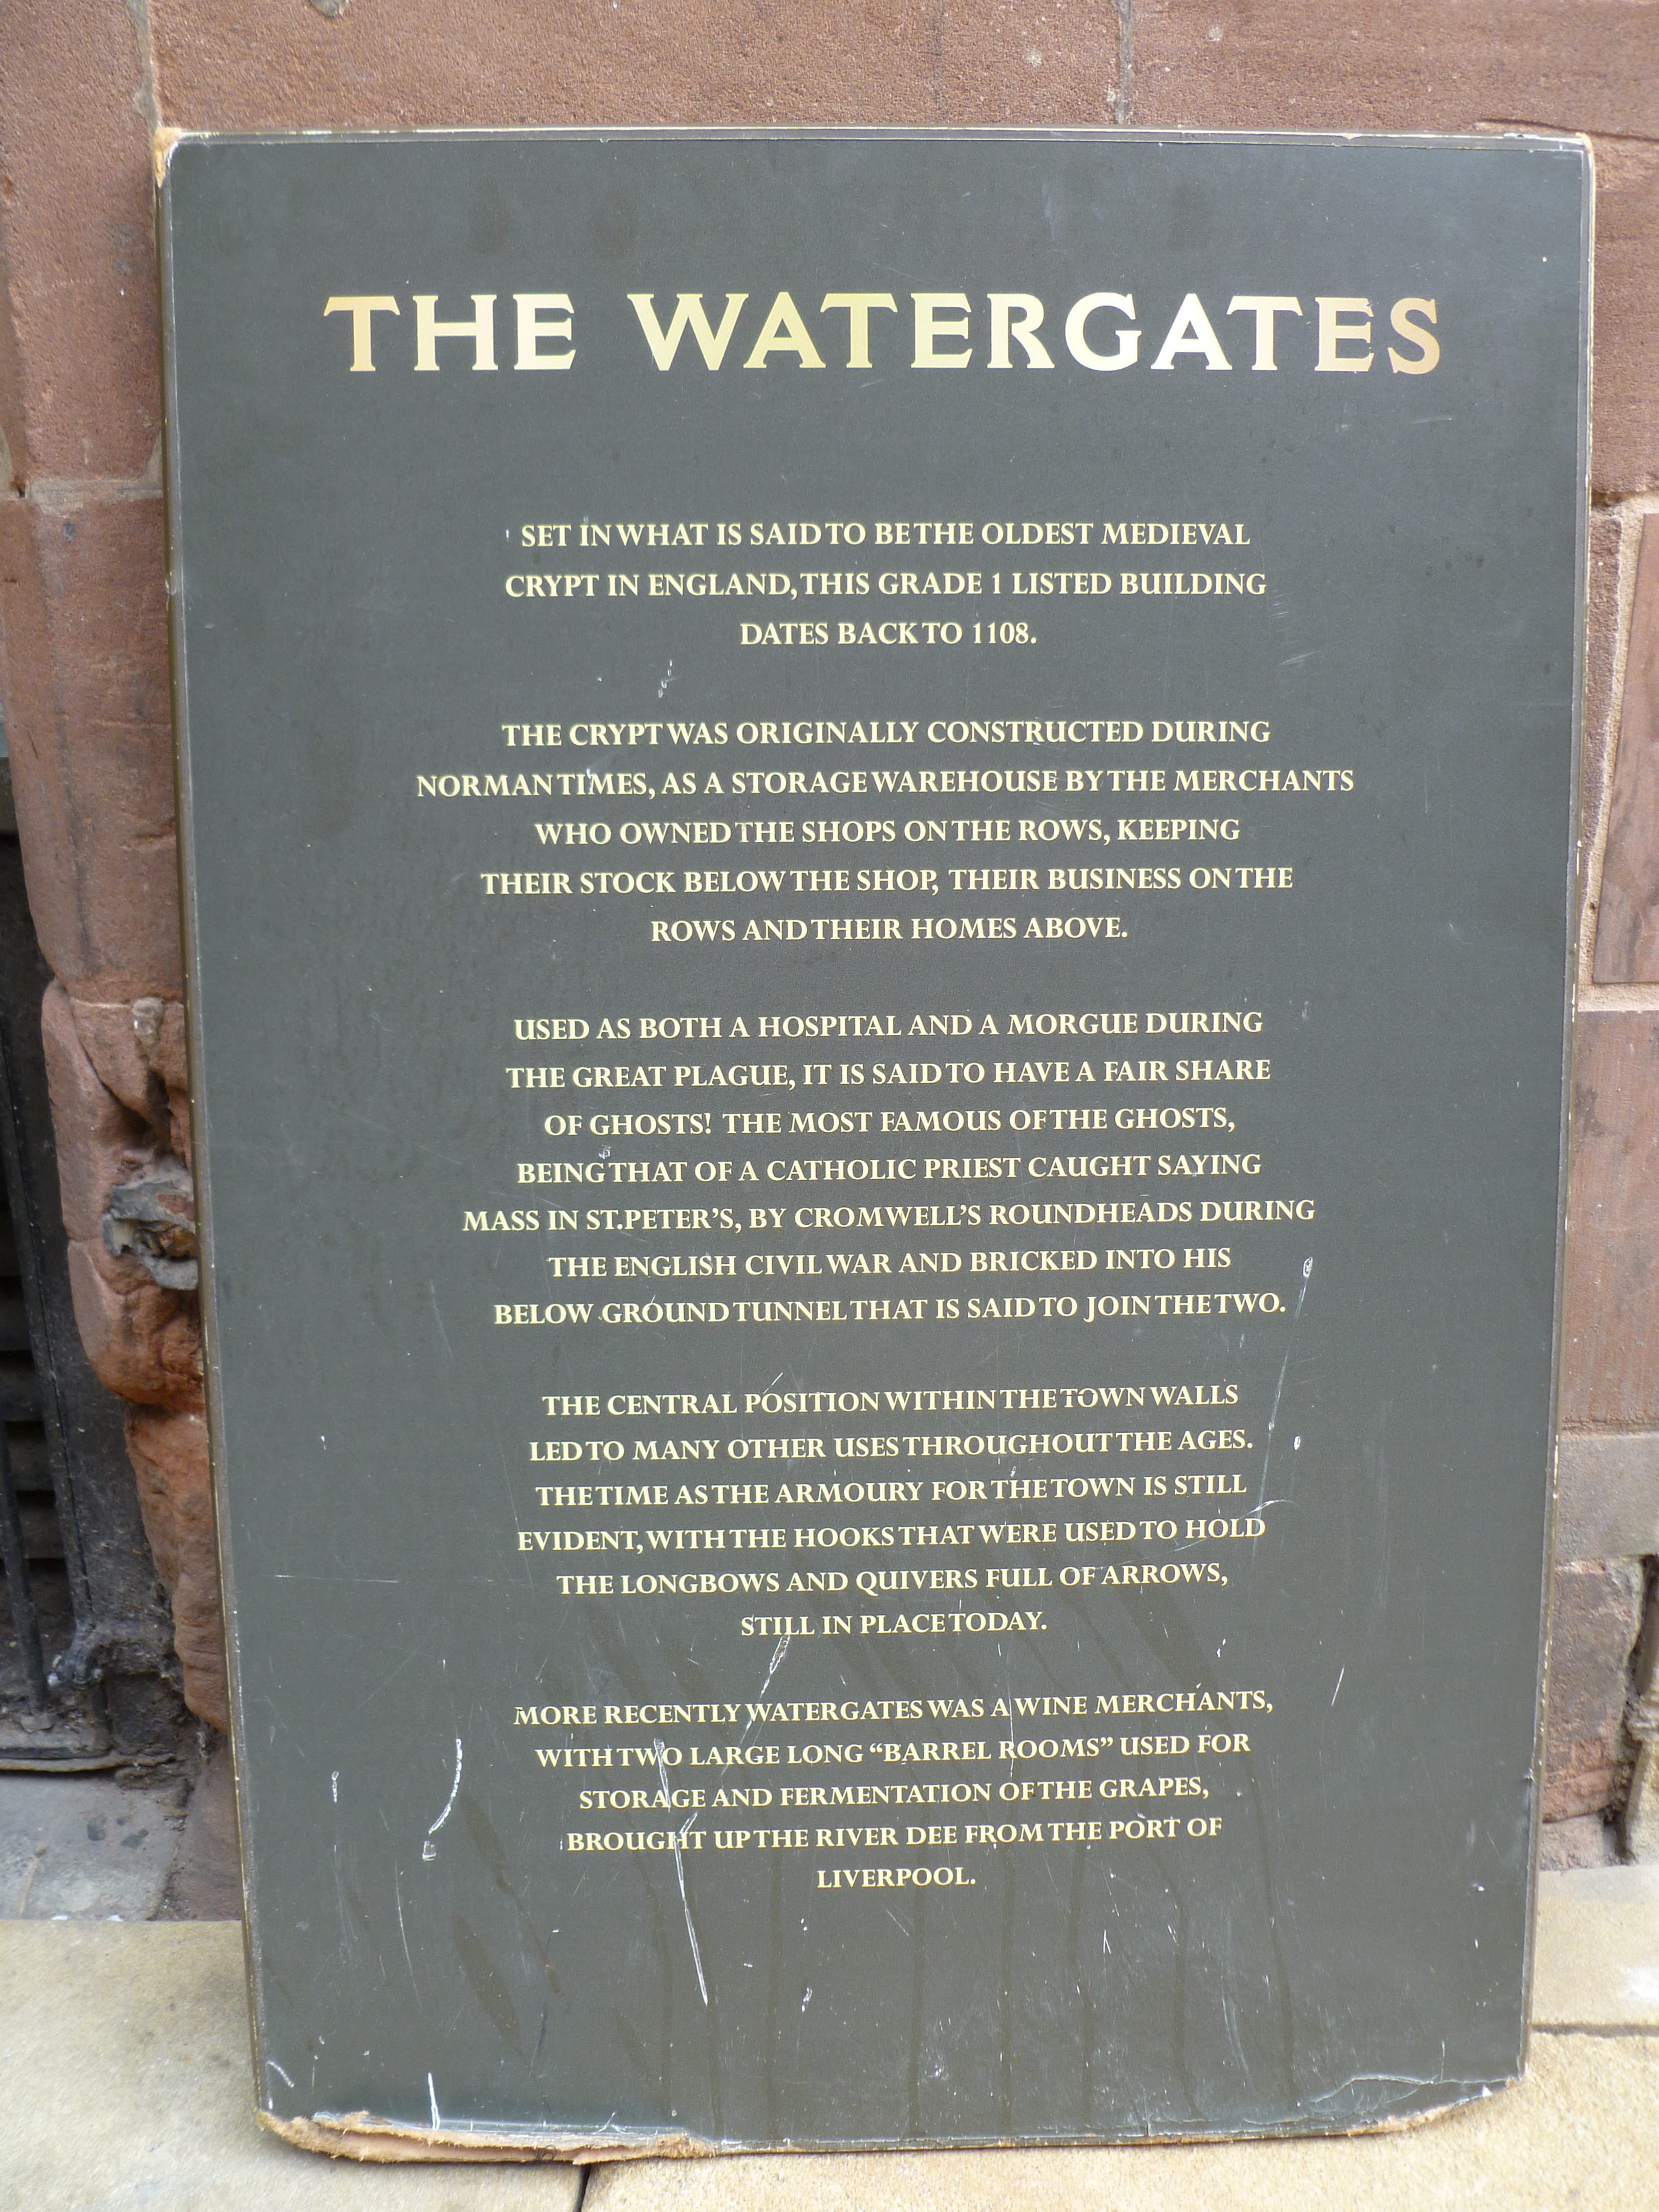 THE WATERGATES
SET IN WHAT IS SAID TO BE THE OLDEST MEDIEVAL
CRYPT IN ENGLAND, THIS GRADE 1 LISTED BUILDING
DATES BACK TO 1108.
THE CRYPT WAS ORIGINALLY CONSTRUCTED DURING
NORMAN TIMES, AS A STORAGE WAREHOUSE BY THE MERCHANTS
WHO OWNED THE SHOPS ON THE ROWS, KEEPING
THEIR STOCK BELOW THE SHOP, THEIR BUSINESS ON THE
ROWS AND THEIR HOMES ABOVE.
USED AS BOTH A HOSPITAL AND A MORGUE DURING
THE GREAT PLAGUE, IT IS SAID TO HAVE A FAIR SHARE
OF GHOSTS! THE MOST FAMOUS OF THE GHOSTS,
BEING THAT OF A CATHOLIC PRIEST CAUGHT SAYING
MASS IN ST.PETER'S, BY CROMWELL'S ROUNDHEADS DURING
THE ENGLISH CIVIL WAR AND BRICKED INTO HIS
BELOW GROUND TUNNEL THAT IS SAID TO JOIN THE TWO.
THE CENTRAL POSITION WITHIN THE TOWN WALLS
LED TO MANY OTHER USES THROUGHOUT THE AGES.
THE TIME AS THE ARMOURY FOR THE TOWN IS STILL
EVIDENT, WITH THE HOOKS THAT WERE USED TO HOLD
THE LONGBOWS AND QUIVERS FULL OF ARROWS,
STILL IN PLACE TODAY.
MORE RECENTLY WATERGATES WAS A WINE MERCHANTS,
WITH TWO LARGE LONG “BARREL ROOMS” USED FOR
STORAGE AND FERMENTATION OF THE GRAPES,
BROUGHT UP THE RIVER DEE FROM THE PORT OF
LIVERPOOL.